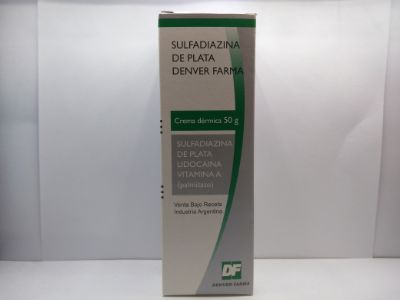 SULFADIAZINA
DE PLATA
DENVER FARMA
Crema dérmica 50 g
SULFADIAZINA
DE PLATA
LIDOCAINA
VITAMINA A
(palmitato)
Venta Bajo Receta
Industria Argentina
DF
DENVER FARMA